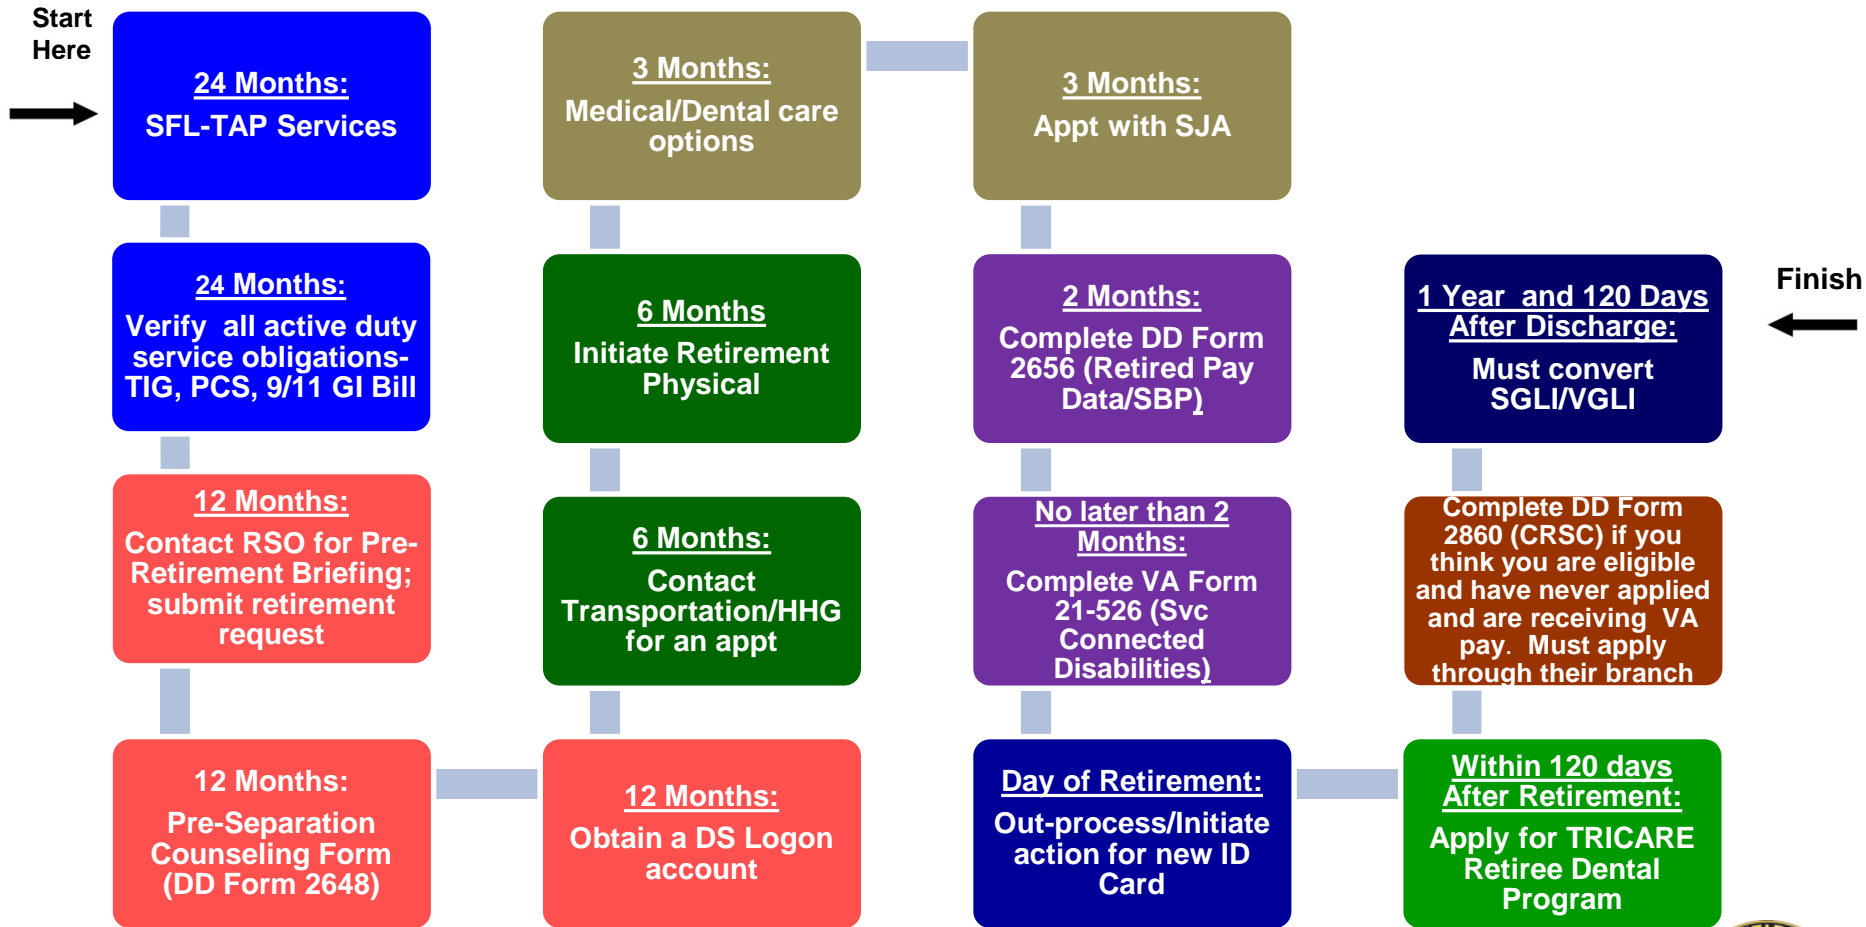 Start
Here
24 Months:
SFL-TAP Services
24 Months:
Verify all active duty
service obligations-
TIG, PCS, 9/11 GI Bill
12 Months:
Contact RSO for Pre-
Retirement Briefing;
submit retirement
request
12 Months:
Pre-Separation
Counseling Form
(DD Form 2648)
12 Months:
Obtain a DS Logon
account
6 Months:
Contact
Transportation/HHG
for an appt
6 Months
Initiate Retirement
Physical
3 Months:
Medical/Dental care
options
3 Months:
Appt with SJA
2 Months:
Complete DD Form
2656 (Retired Pay
Data/SBP)
No later than 2
Months:
Complete VA Form
21-526 (Svc
Connected
Disabilities)
Day of Retirement:
Out-process/Initiate
action for new ID
Card
Within 120 days
After Retirement:
Apply for TRICARE
Retiree Dental
Program
Complete DD Form
2860 (CRSC) if you
think you are eligible
and have never applied
and are receiving VA
pay. Must apply
through their branch
1 Year and 120 Days
After Discharge:
Must convert
SGLI/VGLI
Finish